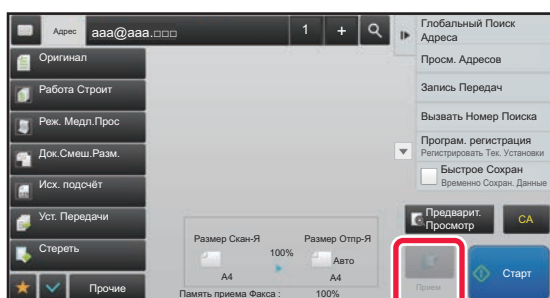 Адрес aaa@aaa.□□□ 1 +
Глобальный Поиск
Адреса
Просм. Адресов
Запись Передач
Вызвать Номер Поиска
Програм. регистрация
Регистрировать Тек. Установки
Быстрое Сохран
Временно Сохран. Данные
Оригинал
Работа Строит
Реж. Медл.Прос
Док.Смеш.Разм.
Исх. подсчёт
Уст. Передачи
Стереть
Прочие
Размер Скан-Я Размер Отпр-Я
100%
Авто
A4 A4
Память приема Факса : 100%
Предварит.
Просмотр
CA
Прием
Старт